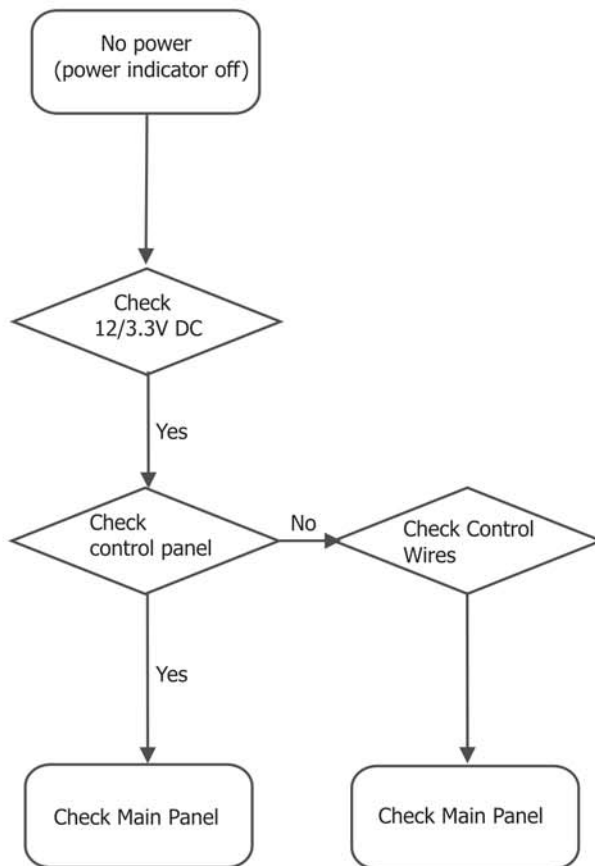 No power
(power indicator off)
Check
12/3.3V DC
Yes
Check
control panel
No
Check Control
Wires
Yes
Check Main Panel
Check Main Panel